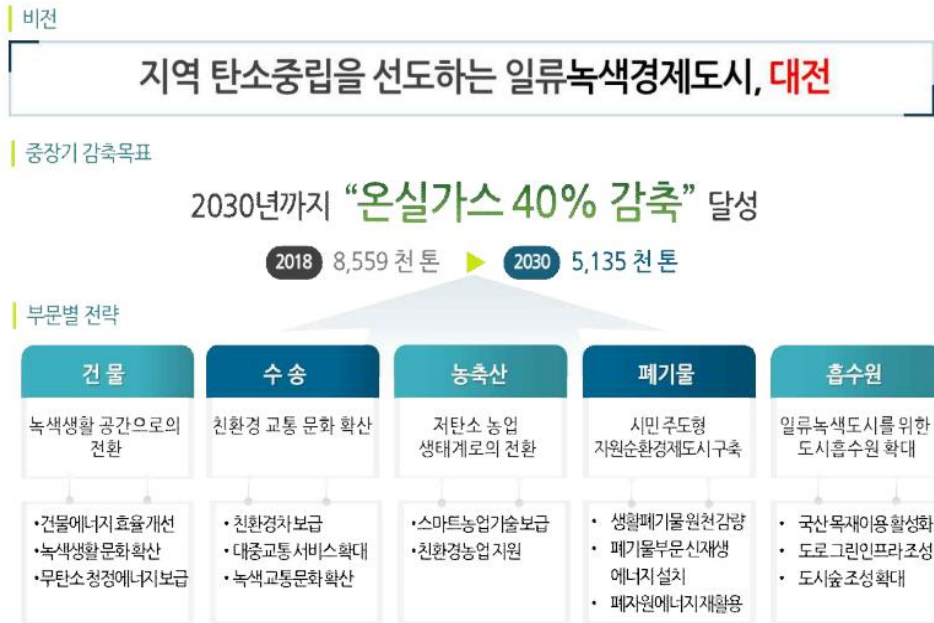 비전
지역 탄소중립을 선도하는 일류녹색경제도시, 대전
중장기 감축목표
2030년까지 “온실가스 40% 감축” 달성
2018 8,559 천 톤 ▶ 2030 5,135 천 톤
부문별 전략
건 물
녹색생활 공간으로의
전환
•건물에너지 효율 개선
•녹색생활 문화 확산
•무탄소 청정에너지 보급
수 송
친환경 교통 문화 확산
• 친환경차 보급
• 대중교통 서비스 확대
• 녹색 교통문화 확산
농축산
저탄소 농업
생태계로의 전환
•스마트농업기술 보급
•친환경농업 지원
폐기물
시민 주도형
자원순환경제도시 구축
• 생활폐기물 원천 감량
• 폐기물부문 신재생
에너지 설치
• 폐자원에너지 재활용
흡수원
일류녹색도시를 위한
도시흡수원 확대
• 국산 목재이용 활성화
• 도로 그린인프라 조성
• 도시숲 조성 확대